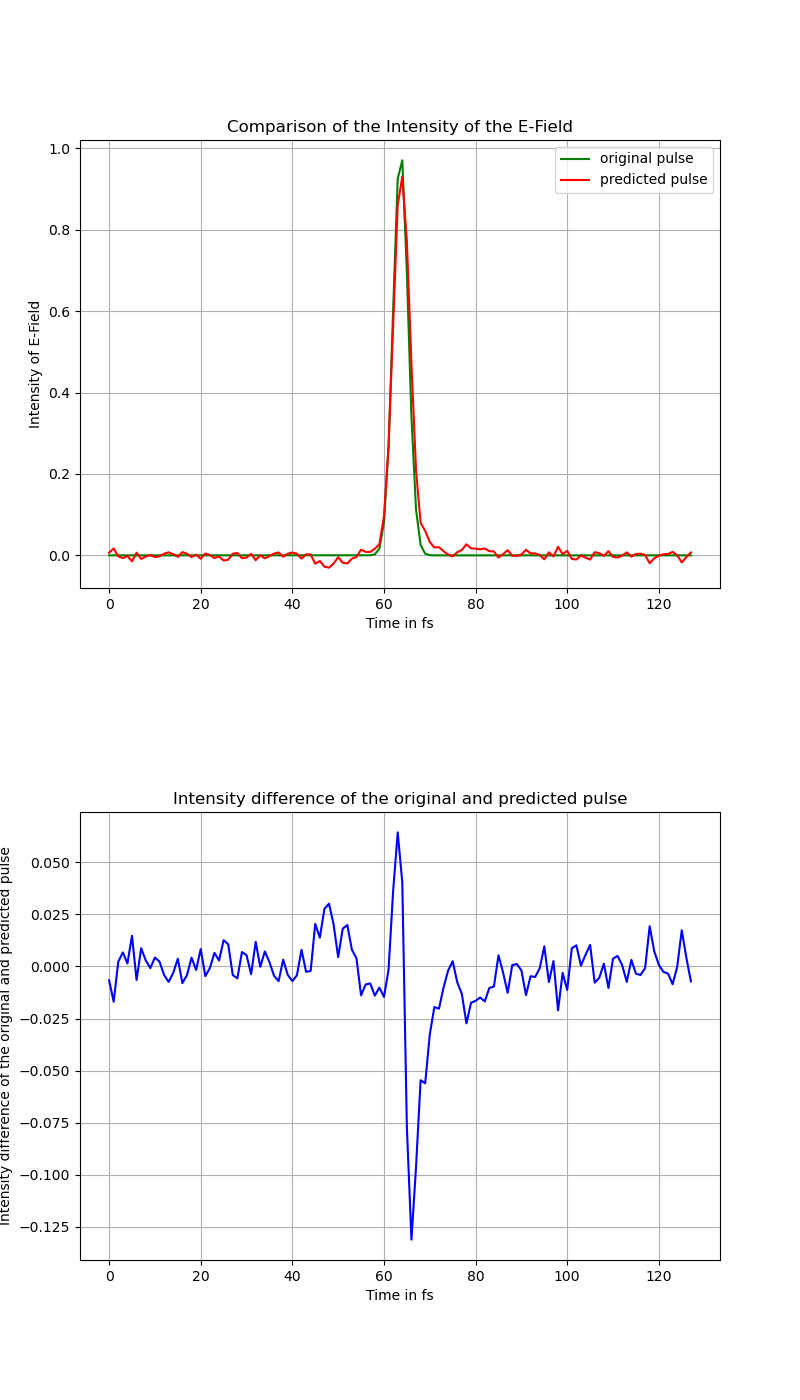 Comparison of the Intensity of the E-Field
1.0
0.8
0.6
0.4
0.2
0.0
Intensity of E-Field
original pulse
predicted pulse
0 20 40 60 80 100 120
Time in fs
Intensity difference of the original and predicted pulse
0.050
0.025
0.000
−0.025
−0.050
−0.075
−0.100
−0.125
Intensity difference of the original and predicted pulse
0 20 40 60 80 100 120
Time in fs